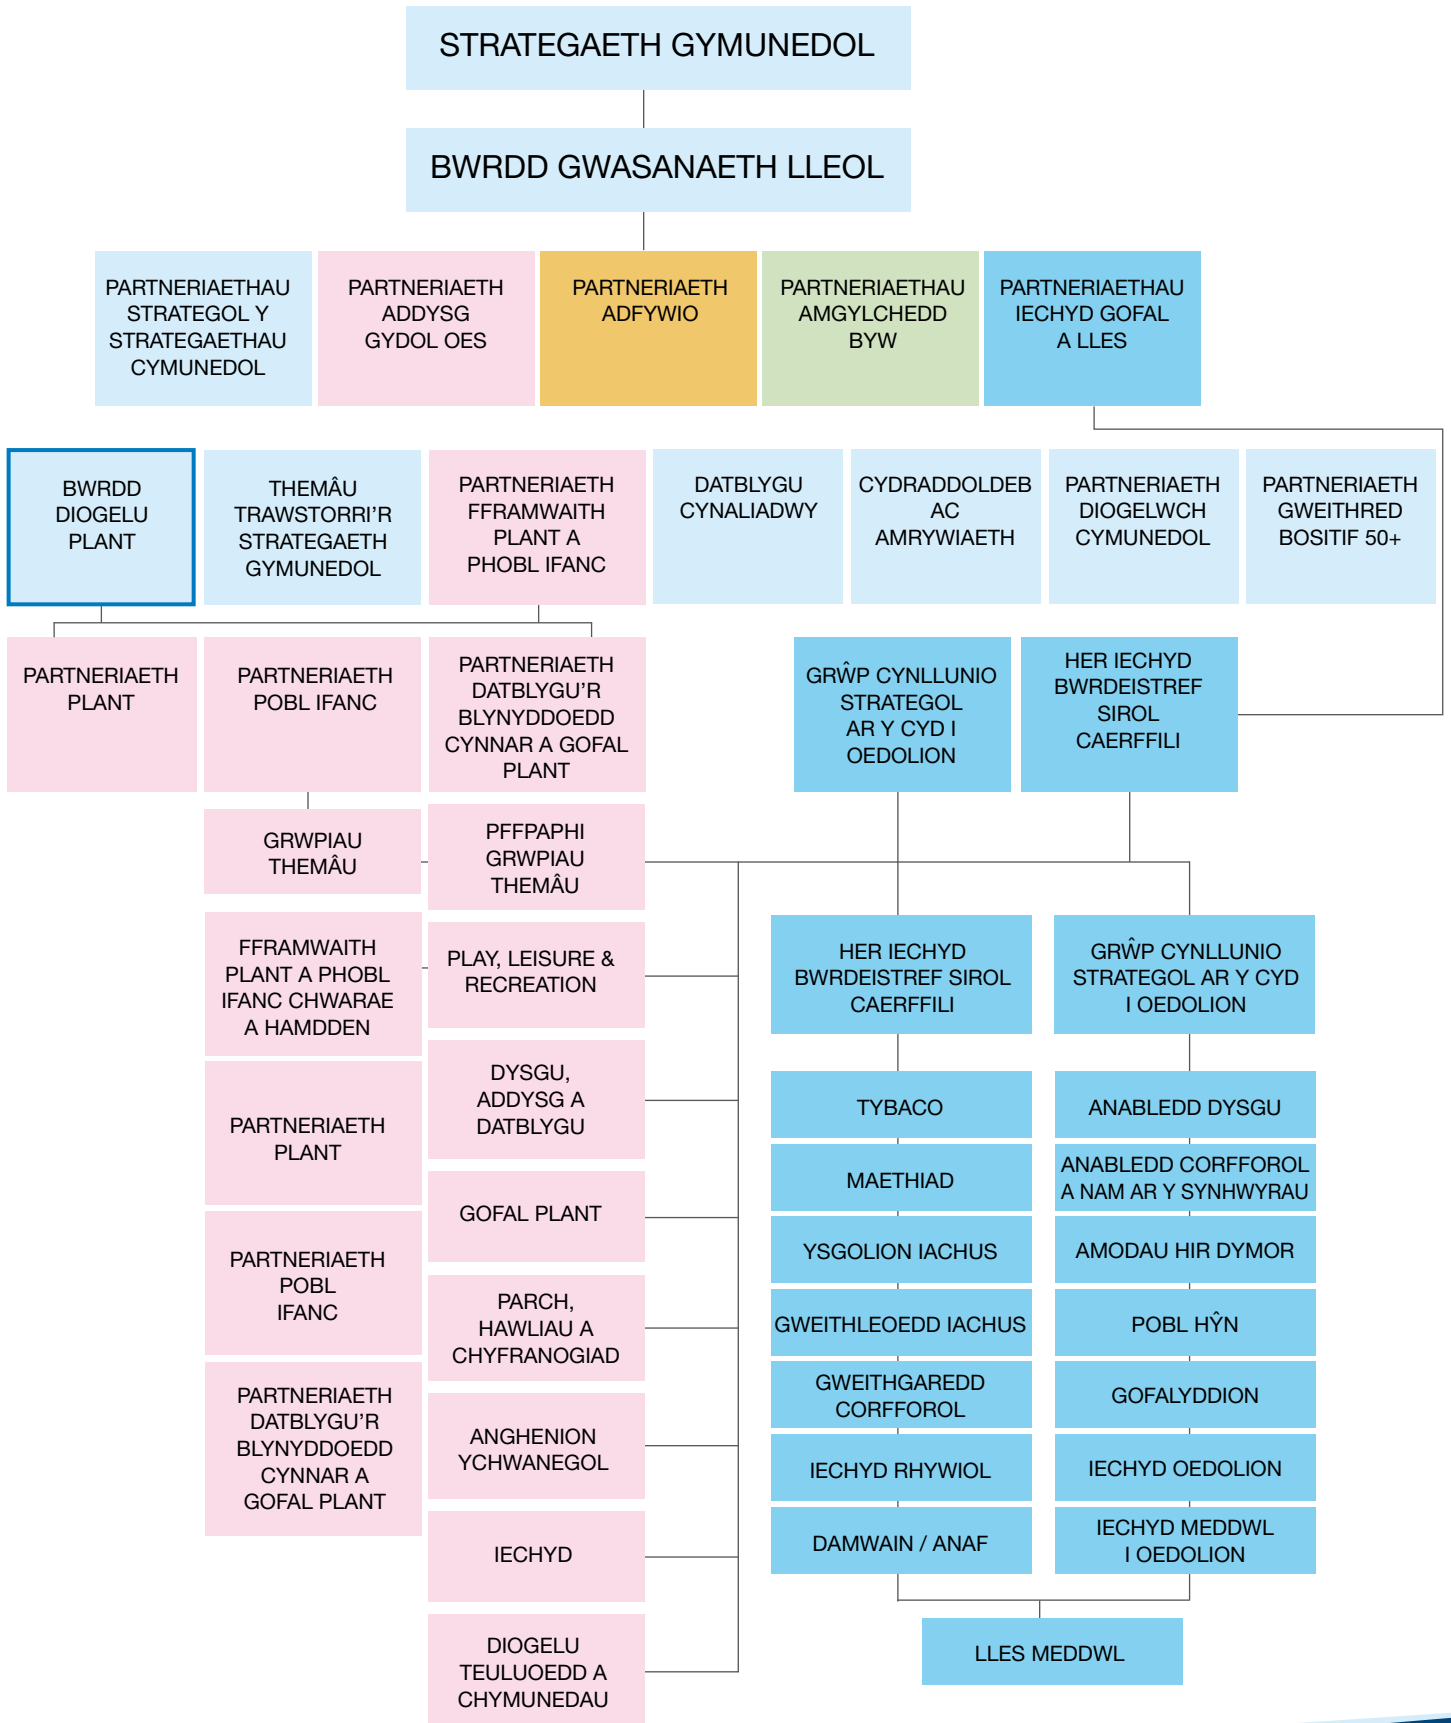 STRATEGAETH GYMUNEDOL
BWRDD GWASANAETH LLEOL
PARTNERIAETHAU
STRATEGOL Y
STRATEGAETHAU
CYMUNEDOL
PARTNERIAETH
ADDYSG
GYDOL OES
PARTNERIAETH
ADFYWIO
PARTNERIAETHAU
AMGYLCHEDD
BYW
PARTNERIAETHAU
IECHYD GOFAL
A LLES
BWRDD
DIOGELU
PLANT
THEMÂU
TRAWSTORRI’R
STRATEGAETH
GYMUNEDOL
PARTNERIAETH
FFRAMWAITH
PLANT A
PHOBL IFANC
DATBLYGU
CYNALIADWY
CYDRADDOLDEB
AC
AMRYWIAETH
PARTNERIAETH
DIOGELWCH
CYMUNEDOL
PARTNERIAETH
GWEITHRED
BOSITIF 50+
PARTNERIAETH
PLANT
PARTNERIAETH
POBL IFANC
PARTNERIAETH
DATBLYGU’R
BLYNYDDOEDD
CYNNAR A GOFAL
PLANT
GRŴP CYNLLUNIO
STRATEGOL
AR Y CYD I
OEDOLION
HER IECHYD
BWRDEISTREF
SIROL
CAERFFILI
GRWPIAU
THEMÂU
PFFPAPHI
GRWPIAU
THEMÂU
FFRAMWAITH
PLANT A PHOBL
IFANC CHWARAE
A HAMDDEN
PLAY, LEISURE &
RECREATION
PARTNERIAETH
PLANT
DYSGU,
ADDYSG A
DATBLYGU
PARTNERIAETH
POBL
IFANC
GOFAL PLANT
PARCH,
HAWLIAU A
CHYFRANOGIAD
PARTNERIAETH
DATBLYGU’R
BLYNYDDOEDD
CYNNAR A
GOFAL PLANT
ANGHENION
YCHWANEGOL
IECHYD
DIOGELU
TEULUOEDD A
CHYMUNEDAU
HER IECHYD
BWRDEISTREF SIROL
CAERFFILI
TYBACO
MAETHIAD
YSGOLION IACHUS
GWEITHLEOEDD IACHUS
GWEITHGAREDD
CORFFOROL
IECHYD RHYWIOL
DAMWAIN / ANAF
GRŴP CYNLLUNIO
STRATEGOL AR Y CYD
I OEDOLION
ANABLEDD DYSGU
ANABLEDD CORFFOROL
A NAM AR Y SYNHWYRAU
AMODAU HIR DYMOR
POBL HŶN
GOFALYDDION
IECHYD OEDOLION
IECHYD MEDDWL
I OEDOLION
LLES MEDDWL